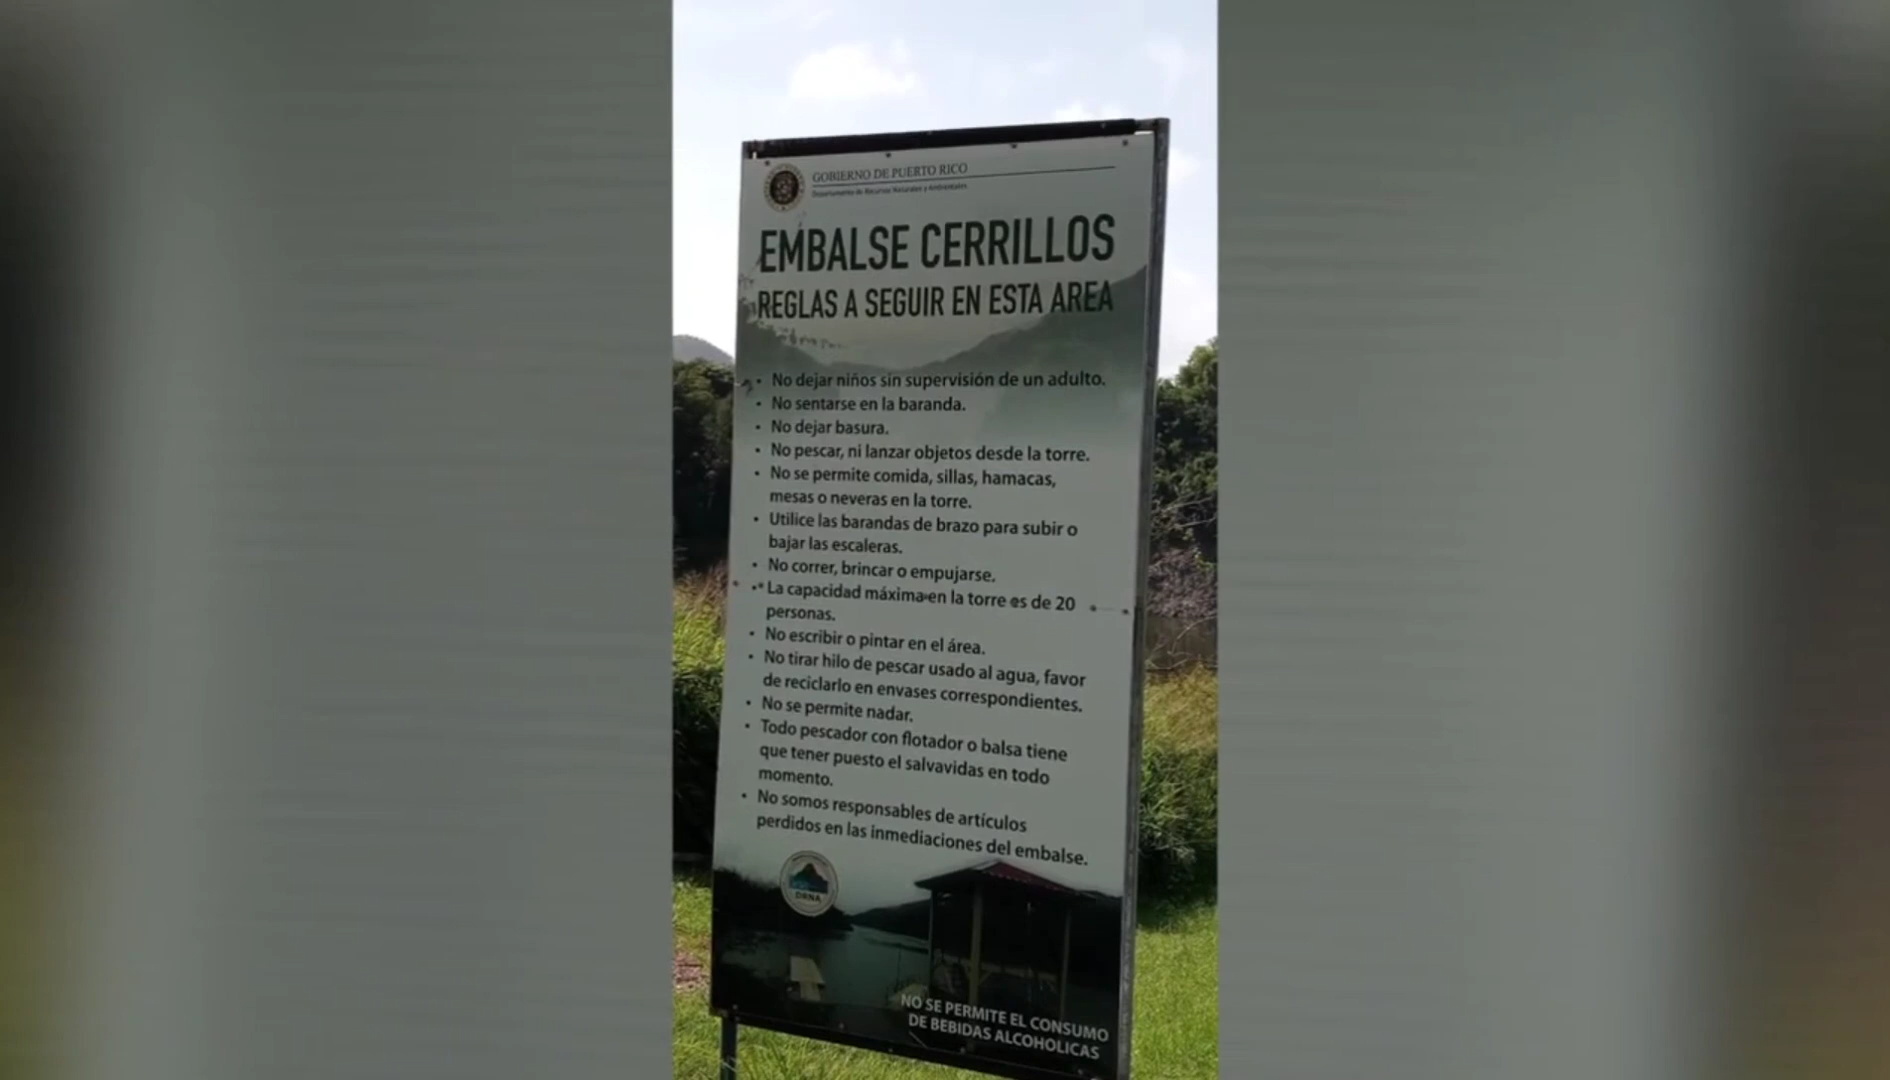 GOBIERNO DE PUERTO RICO
Departamento de Recursos Naturales y Ambientales
EMBALSE CERRILLOS
REGLAS A SEGUIR EN ESTA AREA
• No dejar niños sin supervisión de un adulto.
• No sentarse en la baranda.
• No dejar basura.
• No pescar, ni lanzar objetos desde la torre.
• No se permite comida, sillas, hamacas,
mesas o neveras en la torre.
• Utilice las barandas de brazo para subir o
bajar las escaleras.
• No correr, brincar o empujarse.
• La capacidad máxima en la torre es de 20
personas.
• No escribir o pintar en el área.
• No tirar hilo de pescar usado al agua, favor
de reciclarlo en envases correspondientes.
• No se permite nadar.
• Todo pescador con flotador o balsa tiene
que tener puesto el salvavidas en todo
momento.
• No somos responsables de artículos
perdidos en las inmediaciones del embalse.
DRNA
NO SE PERMITE EL CONSUMO
DE BEBIDAS ALCOHOLICAS